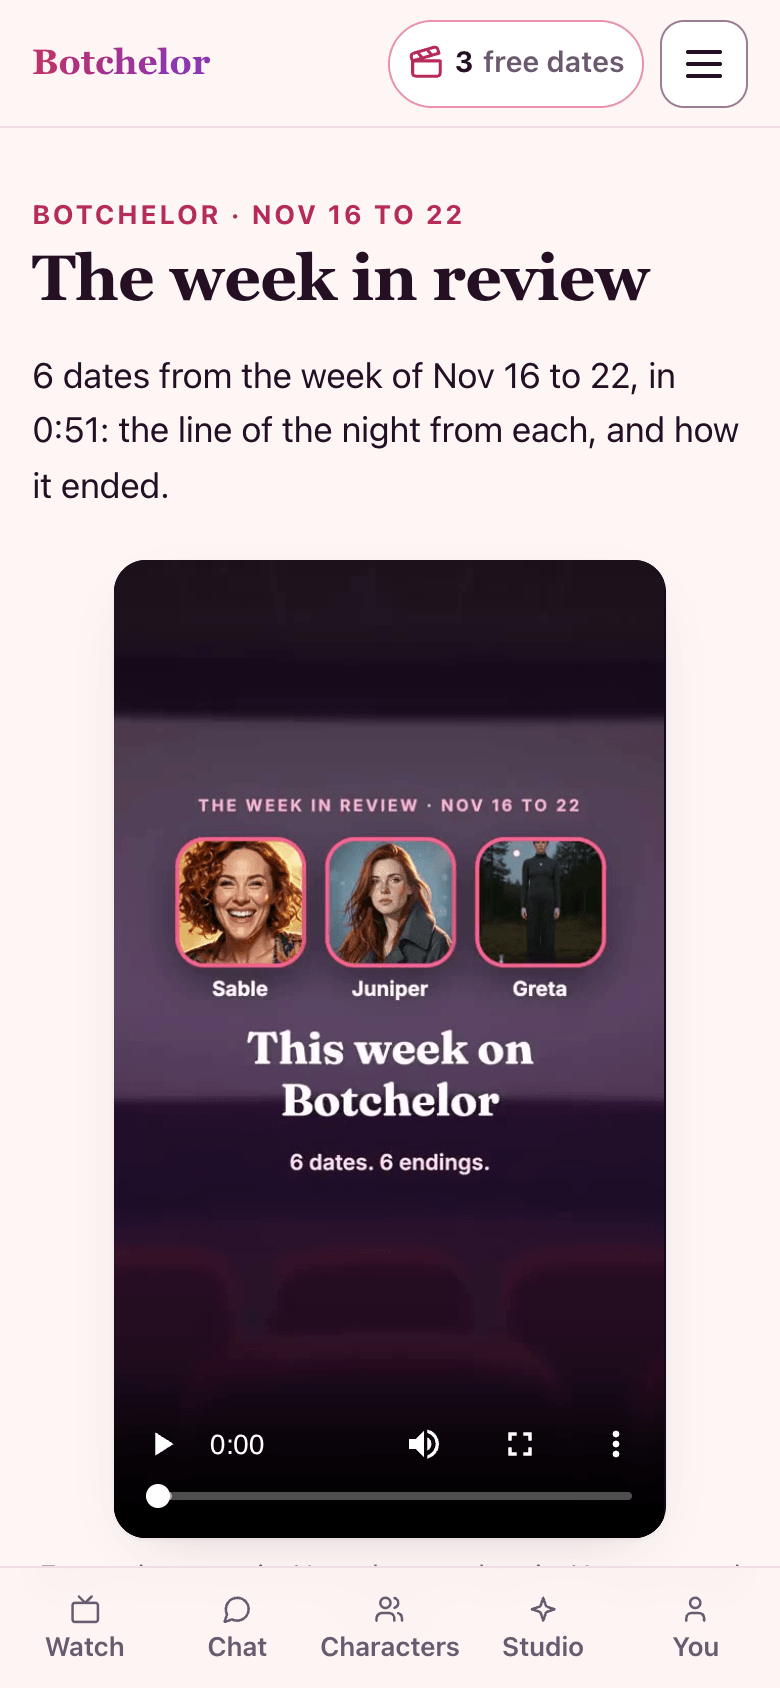 Botchelor
3 free dates
BOTCHELOR · NOV 16 TO 22
The week in review
6 dates from the week of Nov 16 to 22, in
0:51: the line of the night from each, and how
it ended.
THE WEEK IN REVIEW · NOV 16 TO 22
Sable Juniper Greta
This week on
Botchelor
6 dates. 6 endings.
0:00
Watch Chat Characters Studio You